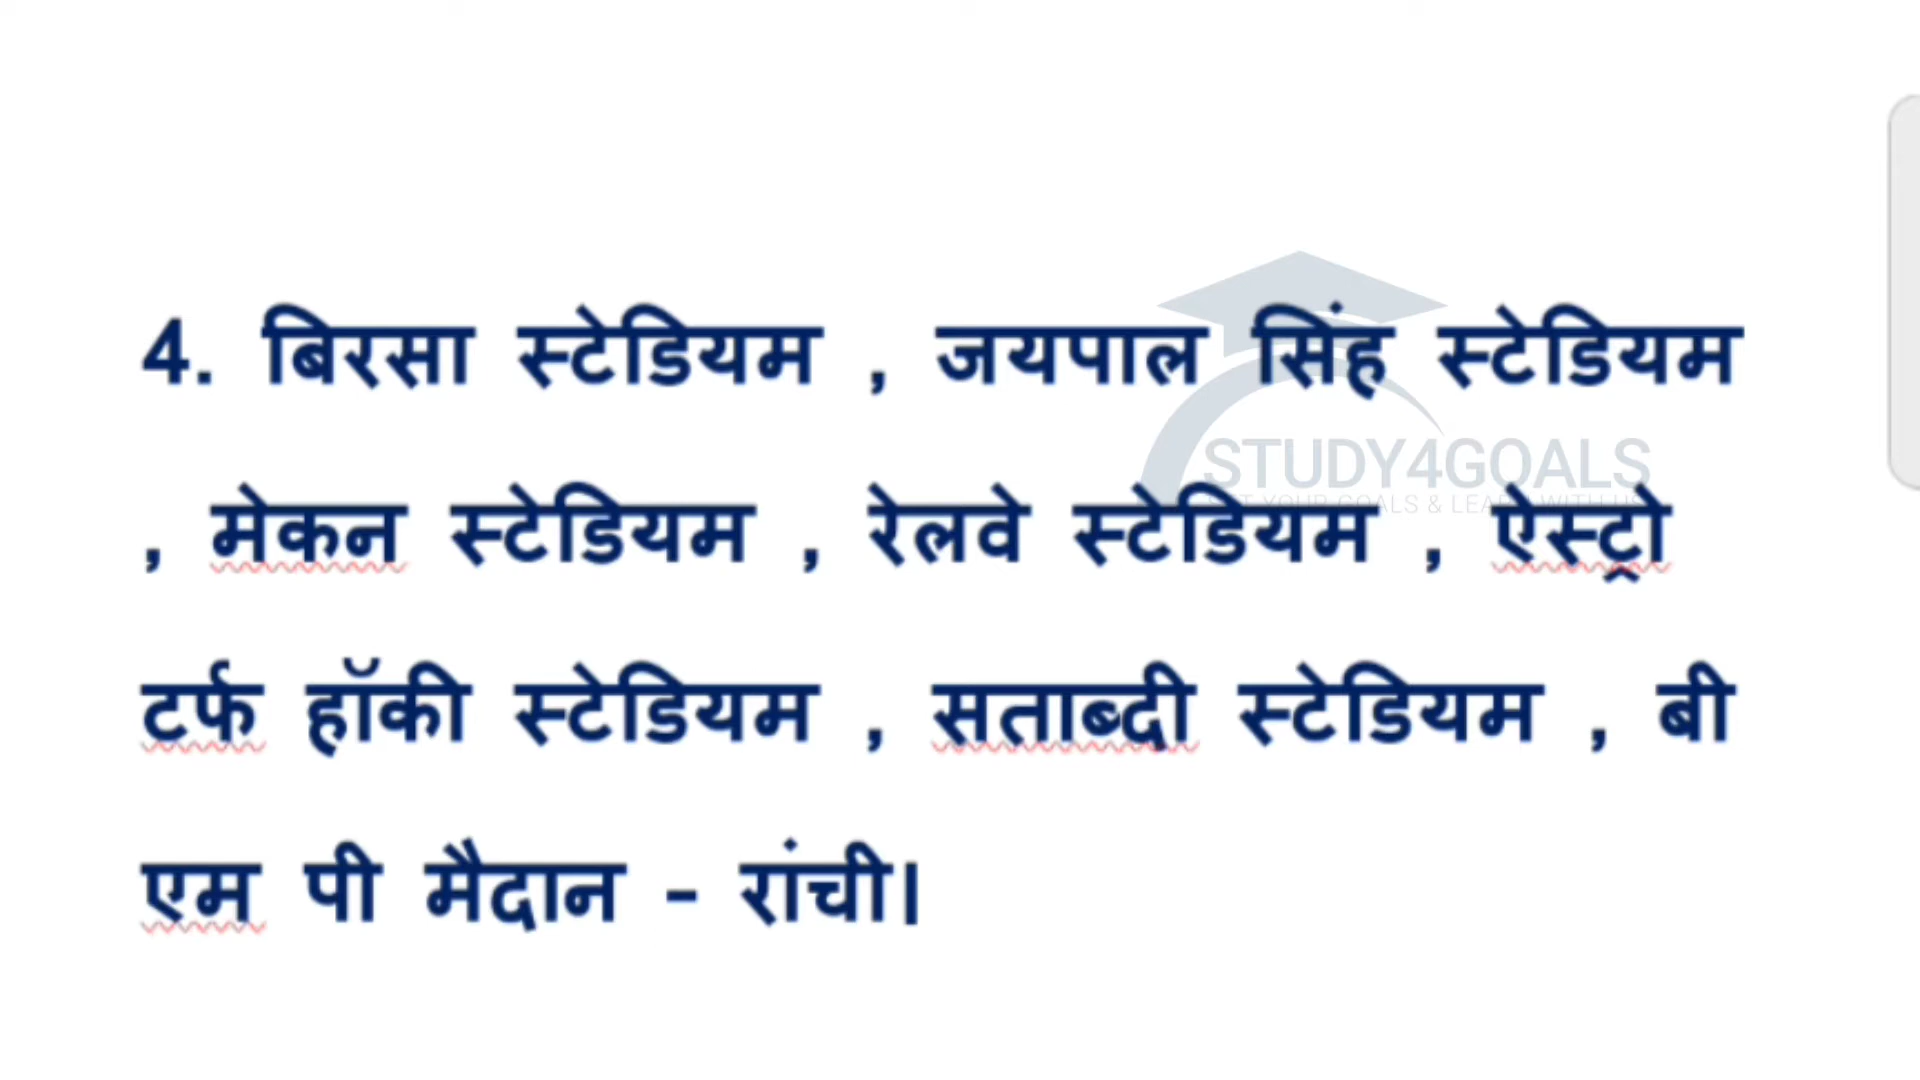 4. बिरसा स्टेडियम , जयपाल सिंह स्टेडियम
STUDY4GOALS
, मेकन स्टेडियम , रेलवे स्टेडियम , ऐस्ट्रो
टर्फ हॉकी स्टेडियम , सताब्दी स्टेडियम , बी
एम पी मैदान - रांची।